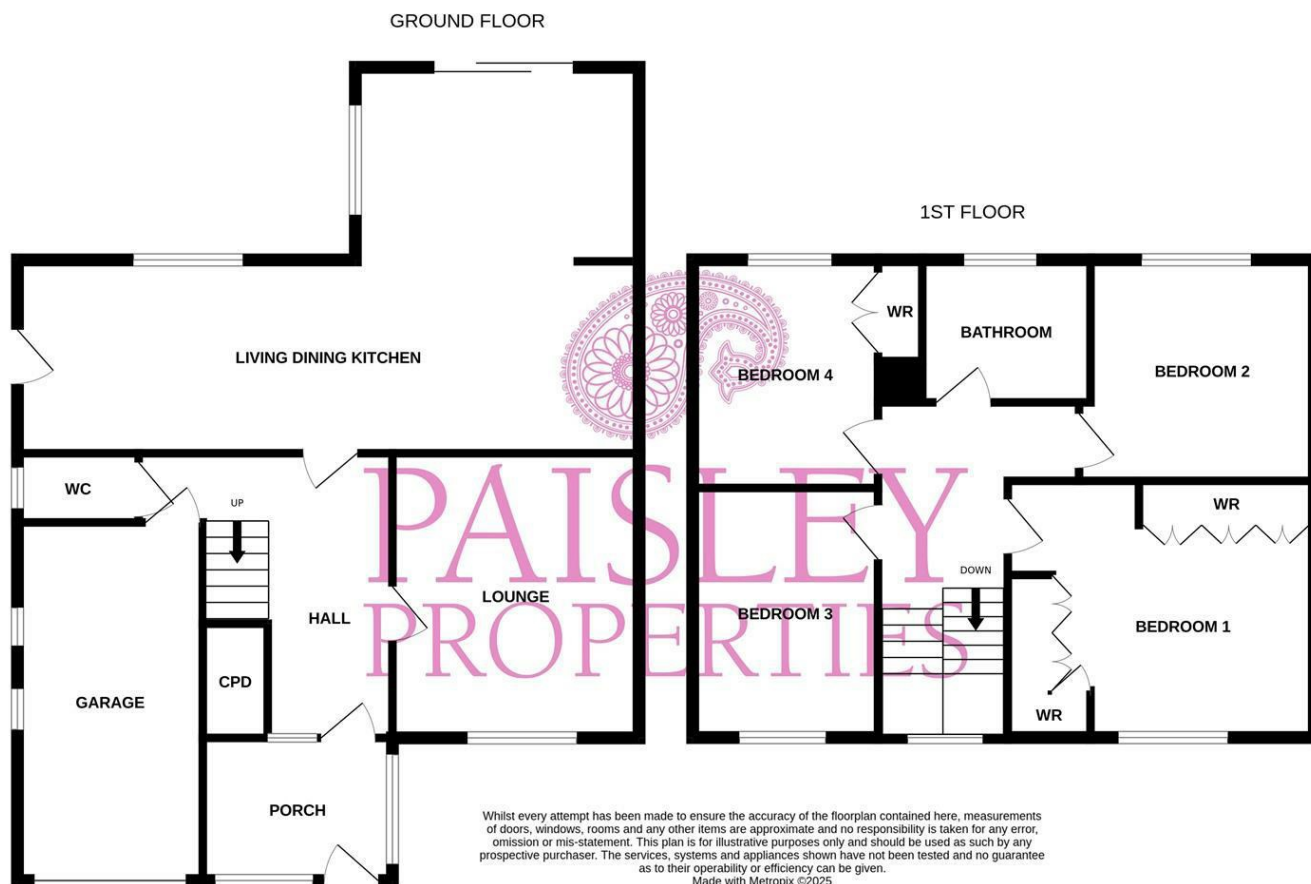 GROUND FLOOR
LIVING DINING KITCHEN
WC
UP
HALL
LOUNGE
CPD
GARAGE
PORCH
1ST FLOOR
WR
BATHROOM
BEDROOM 4
BEDROOM 2
WR
DOWN
BEDROOM 3
BEDROOM 1
WR
PAISLEY
PROPERTIES
Whilst every attempt has been made to ensure the accuracy of the floorplan contained here, measurements
of doors, windows, rooms and any other items are approximate and no responsibility is taken for any error,
omission or mis-statement. This plan is for illustrative purposes only and should be used as such by any
prospective purchaser. The services, systems and appliances shown have not been tested and no guarantee
as to their operability or efficiency can be given.
Made with Metropix ©2025